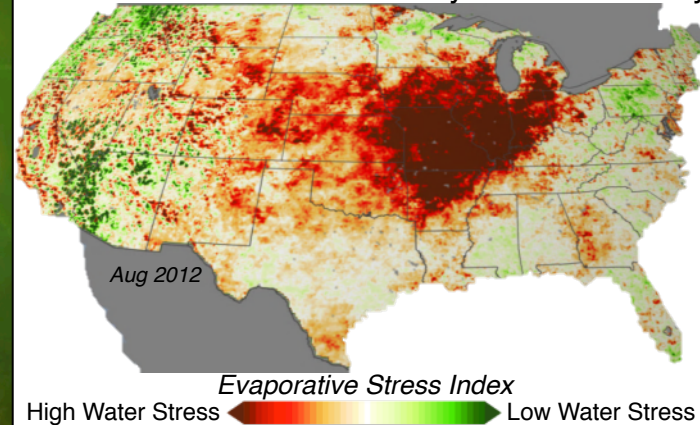 Aug 2012
Evaporative Stress Index
High Water Stress
Low Water Stress